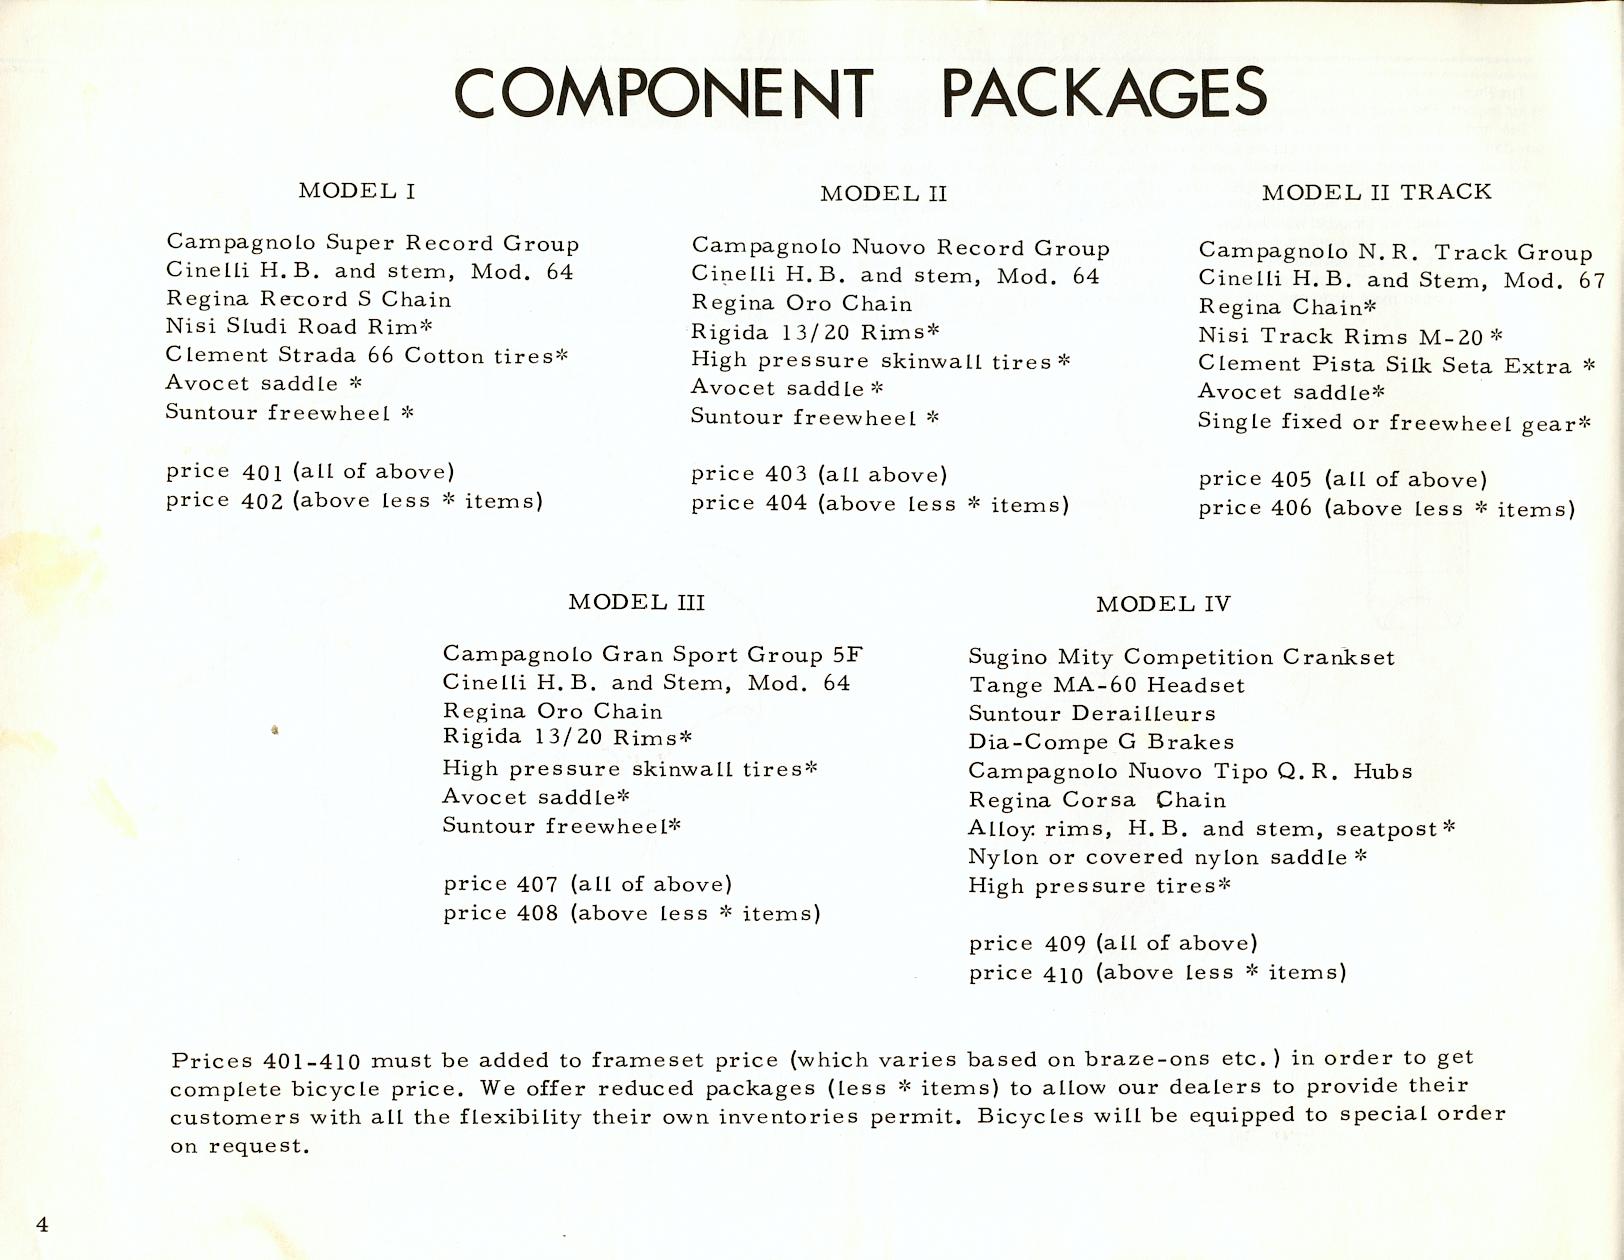 COMPONENT PACKAGES
MODEL I
Campagnolo Super Record Group
Cinelli H.B. and stem, Mod. 64
Regina Record S Chain
Nisi Sludi Road Rim*
Clement Strada 66 Cotton tires*
Avocet saddle *
Suntour freewheel *
price 401 (all of above)
price 402 (above less * items)
MODEL II
Campagnolo Nuovo Record Group
Cinelli H.B. and stem, Mod. 64
Regina Oro Chain
Rigida 13/20 Rims*
High pressure skinwall tires*
Avocet saddle*
Suntour freewheel *
price 403 (all above)
price 404 (above less * items)
MODEL II TRACK
Campagnolo N.R. Track Group
Cinelli H.B. and Stem, Mod. 67
Regina Chain*
Nisi Track Rims M-20*
Clement Pista Silk Seta Extra *
Avocet saddle*
Single fixed or freewheel gear*
price 405 (all of above)
price 406 (above less * items)
MODEL III
Campagnolo Gran Sport Group 5F
Cinelli H.B. and Stem, Mod. 64
Regina Oro Chain
Rigida 13/20 Rims*
High pressure skinwall tires*
Avocet saddle*
Suntour freewheel*
price 407 (all of above)
price 408 (above less * items)
MODEL IV
Sugino Mity Competition Crankset
Tange MA-60 Headset
Suntour Derailleurs
Dia-Compe G Brakes
Campagnolo Nuovo Tipo Q.R. Hubs
Regina Corsa Chain
Alloy: rims, H.B. and stem, seatpost*
Nylon or covered nylon saddle *
High pressure tires*
price 409 (all of above)
price 410 (above less * items)
Prices 401-410 must be added to frameset price (which varies based on braze-ons etc.) in order to get
complete bicycle price. We offer reduced packages (less * items) to allow our dealers to provide their
customers with all the flexibility their own inventories permit. Bicycles will be equipped to special order
on request.
4